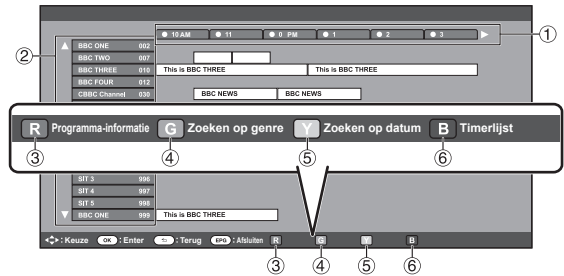 10 AM 11 0 PM 1 2 3 1
2
BBC ONE 002
BBC TWO 007
BBC THREE 010 This is BBC THREE This is BBC THREE
BBC FOUR 012
CBBC Channel 030 BBC NEWS BBC NEWS
R Programma-informatie G Zoeken op genre Y Zoeken op datum B Timerlijst
3 4 5 6
SIT 3 996
SIT 4 997
SIT 5 998
BBC ONE 999 This is BBC THREE
: Keuze OK : Enter : Terug EPG : Afsluiten R G Y B
3 4 5 6